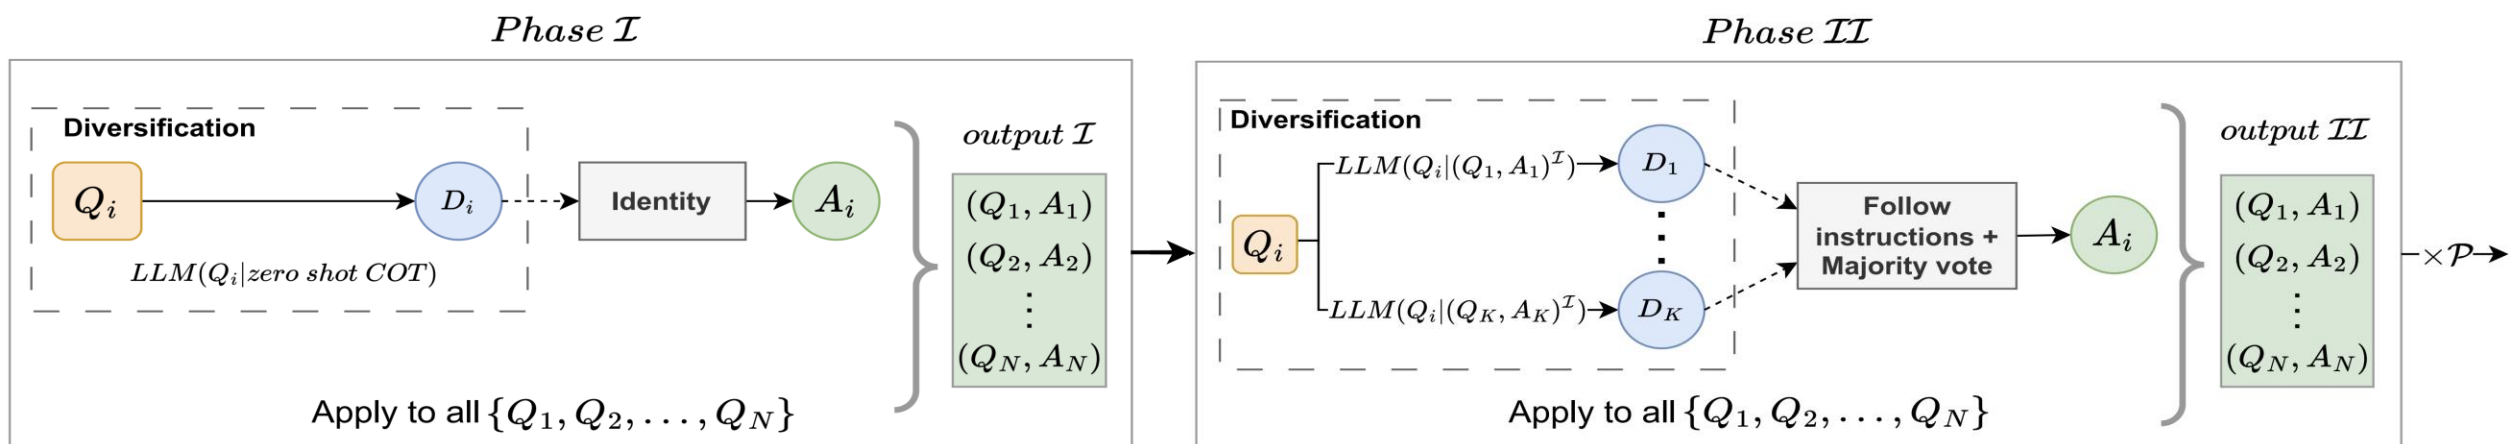 Phase ℐ
Diversification
Q_i
D_i
Identity
A_i
LLM(Q_i|zero shot COT)
Apply to all {Q_1, Q_2, . . . , Q_N}
output ℐ
(Q_1, A_1)
(Q_2, A_2)
⋮
(Q_N, A_N)
Phase ℐℐ
Diversification
Q_i
LLM(Q_i|(Q_1, A_1)^ℐ)
D_1
⋮
LLM(Q_i|(Q_K, A_K)^ℐ)
D_K
Follow
instructions +
Majority vote
A_i
Apply to all {Q_1, Q_2, . . . , Q_N}
output ℐℐ
(Q_1, A_1)
(Q_2, A_2)
⋮
(Q_N, A_N)
× 𝒫